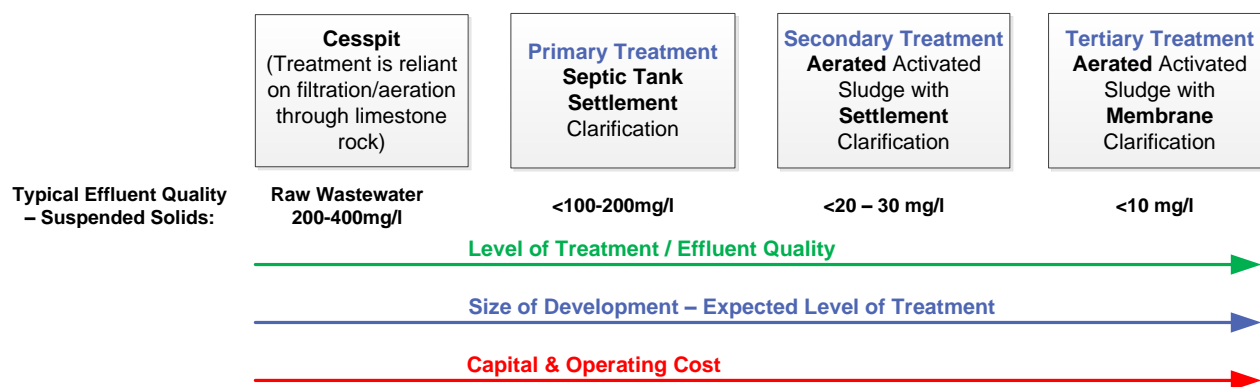 Cesspit
(Treatment is reliant
on filtration/aeration
through limestone
rock)
Primary Treatment
Septic Tank
Settlement
Clarification
Secondary Treatment
Aerated Activated
Sludge with
Settlement
Clarification
Tertiary Treatment
Aerated Activated
Sludge with
Membrane
Clarification
Typical Effluent Quality
– Suspended Solids:
Raw Wastewater
200-400mg/l
<100-200mg/l
<20 – 30 mg/l
<10 mg/l
Level of Treatment / Effluent Quality
Size of Development – Expected Level of Treatment
Capital & Operating Cost